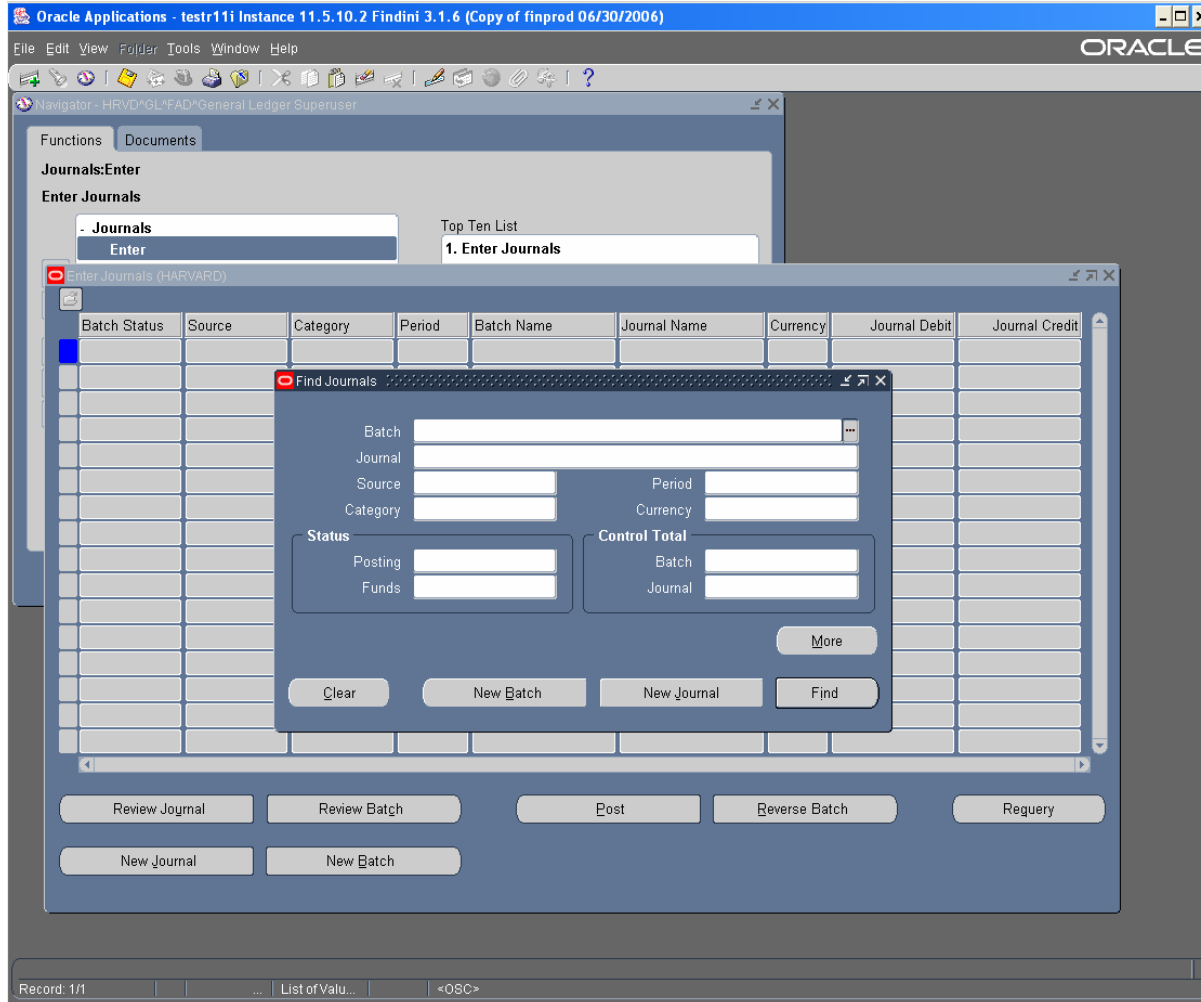 Oracle Applications - testr11i Instance 11.5.10.2 Findini 3.1.6 (Copy of finprod 06/30/2006)
File Edit View Folder Tools Window Help
ORACLE
Navigator - HRVD^GL^FAD^General Ledger Superuser
Functions Documents
Journals:Enter
Enter Journals
- Journals
Top Ten List
Enter
1. Enter Journals
Enter Journals (HARVARD)
Batch Status Source Category Period Batch Name Journal Name Currency Journal Debit Journal Credit
Find Journals
Batch
Journal
Source Period
Category Currency
Status Control Total
Posting Batch
Funds Journal
More
Clear New Batch New Journal Find
Review Journal Review Batch Post Reverse Batch Requery
New Journal New Batch
Record: 1/1 ... List of Valu... <OSC>